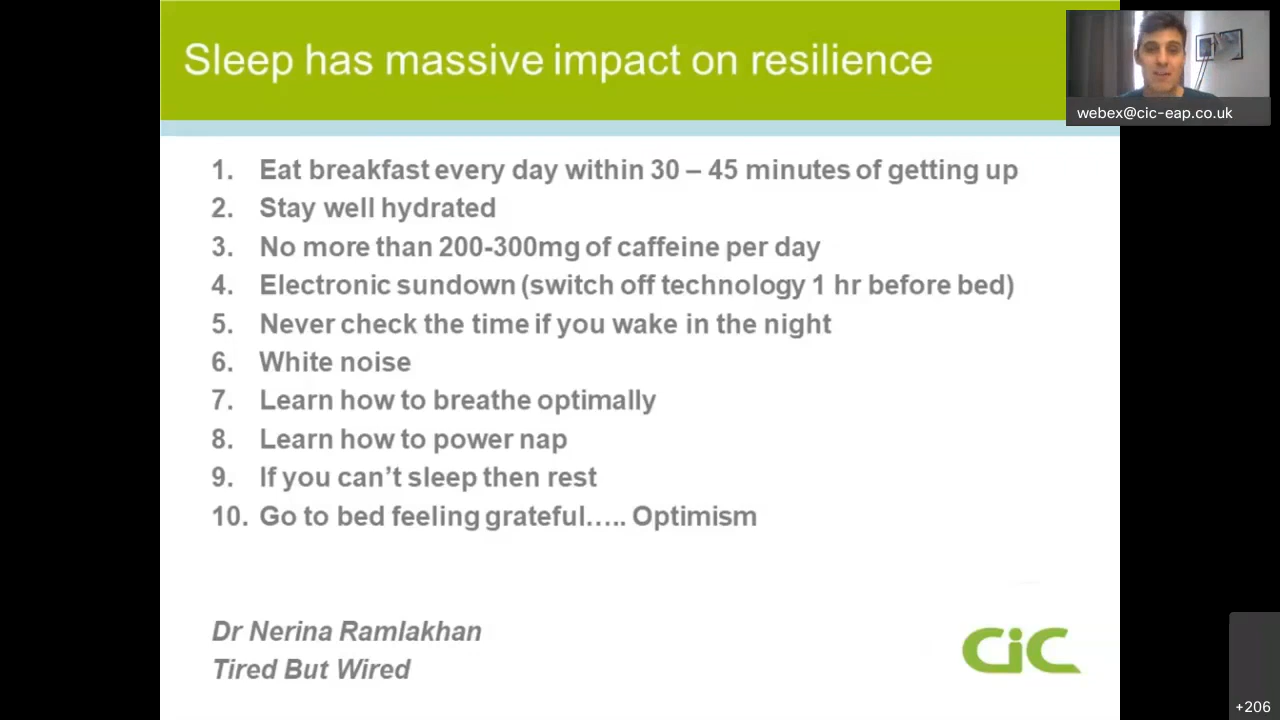 Sleep has massive impact on resilience
webex@cic-eap.co.uk
1. Eat breakfast every day within 30 – 45 minutes of getting up
2. Stay well hydrated
3. No more than 200-300mg of caffeine per day
4. Electronic sundown (switch off technology 1 hr before bed)
5. Never check the time if you wake in the night
6. White noise
7. Learn how to breathe optimally
8. Learn how to power nap
9. If you can’t sleep then rest
10. Go to bed feeling grateful….. Optimism
Dr Nerina Ramlakhan
Tired But Wired
CiC
+206